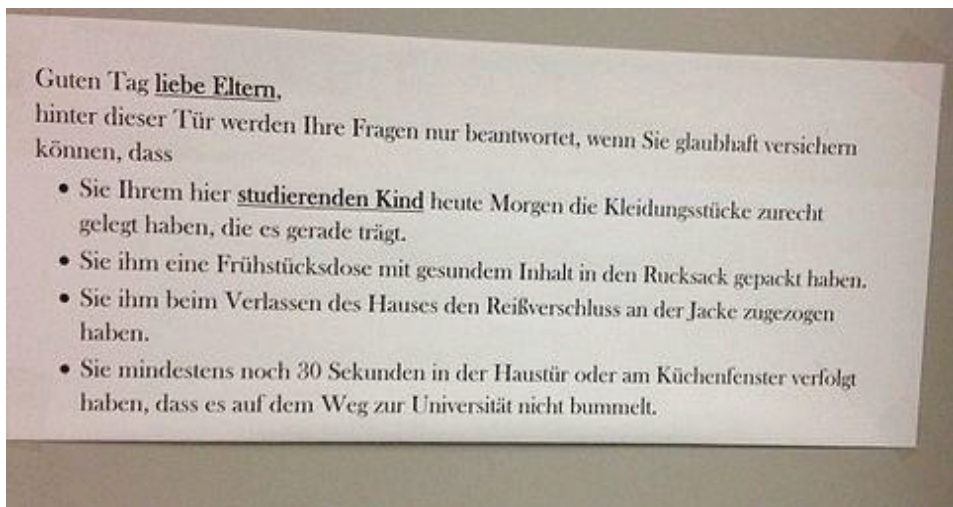 Guten Tag liebe Eltern,
hinter dieser Tür werden Ihre Fragen nur beantwortet, wenn Sie glaubhaft versichern
können, dass
• Sie Ihrem hier studierenden Kind heute Morgen die Kleidungsstücke zurecht
gelegt haben, die es gerade trägt.
• Sie ihm eine Frühstücksdose mit gesundem Inhalt in den Rucksack gepackt haben.
• Sie ihm beim Verlassen des Hauses den Reißverschluss an der Jacke zugezogen
haben.
• Sie mindestens noch 30 Sekunden in der Haustür oder am Küchenfenster verfolgt
haben, dass es auf dem Weg zur Universität nicht bummelt.